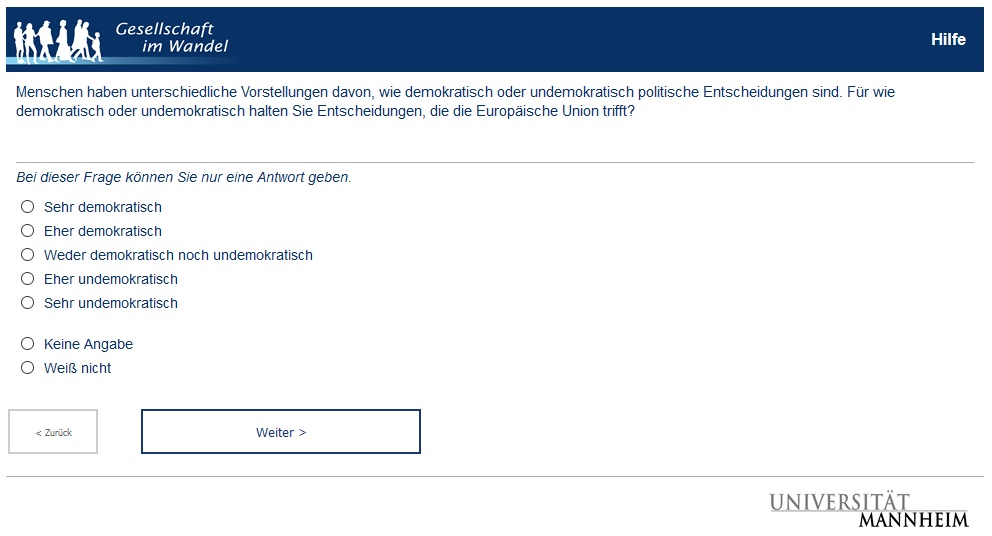 Gesellschaft
im Wandel
Hilfe
Menschen haben unterschiedliche Vorstellungen davon, wie demokratisch oder undemokratisch politische Entscheidungen sind. Für wie
demokratisch oder undemokratisch halten Sie Entscheidungen, die die Europäische Union trifft?
Bei dieser Frage können Sie nur eine Antwort geben.
Sehr demokratisch
Eher demokratisch
Weder demokratisch noch undemokratisch
Eher undemokratisch
Sehr undemokratisch
Keine Angabe
Weiß nicht
< Zurück
Weiter >
UNIVERSITÄT
MANNHEIM